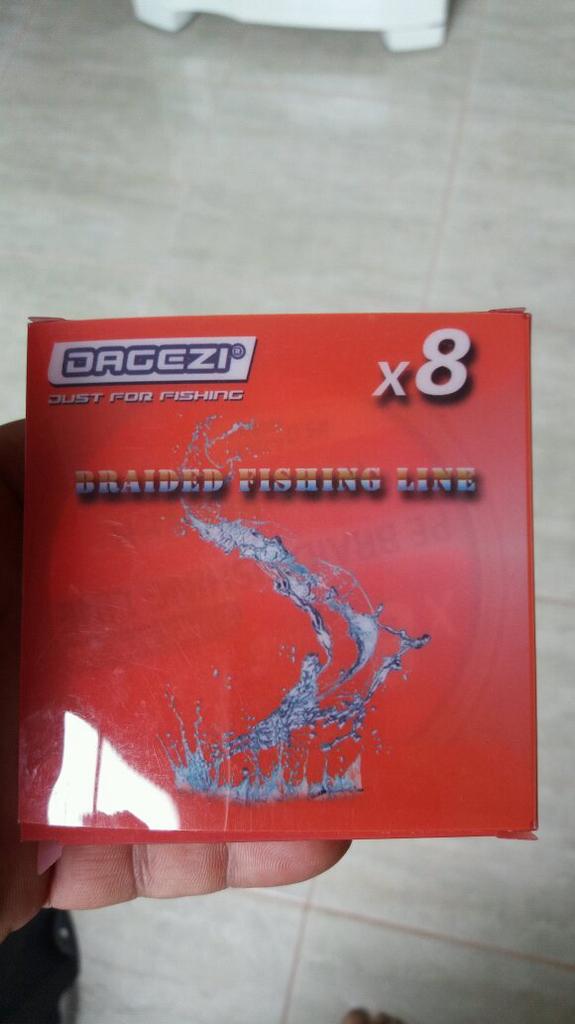 DAGEZI®
JUST FOR FISHING
x8
BRAIDED FISHING LINE